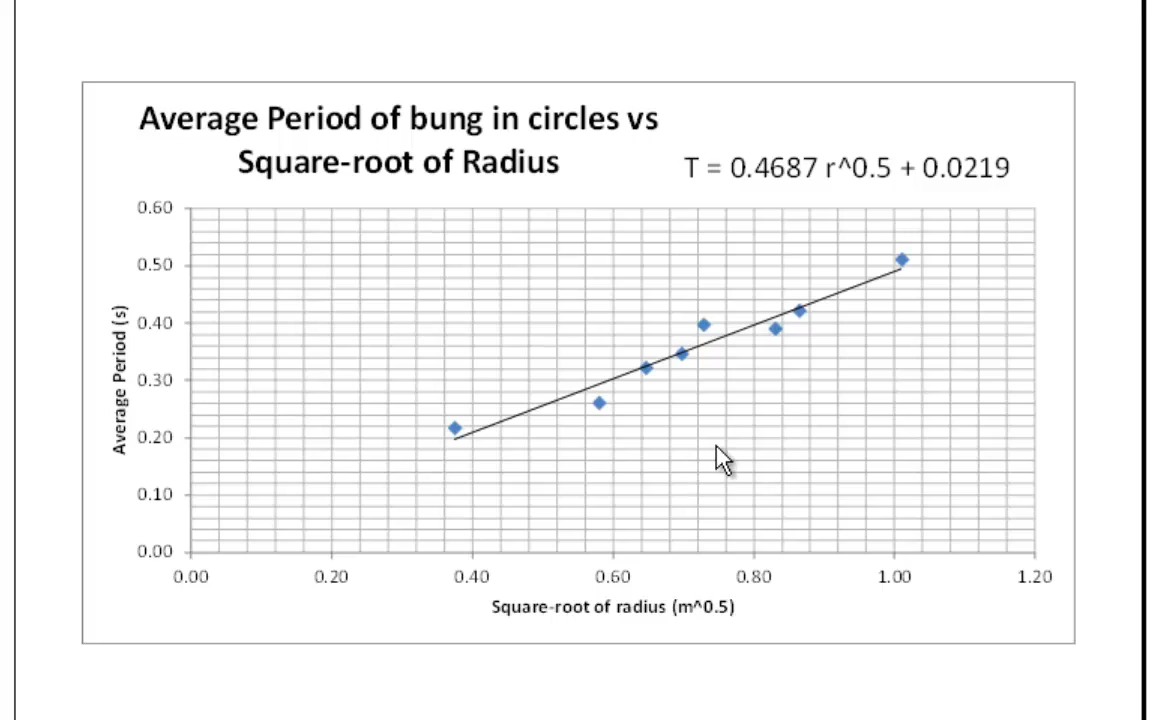 Average Period of bung in circles vs
Square-root of Radius
T = 0.4687 r^0.5 + 0.0219
0.60
0.50
0.40
0.30
0.20
0.10
0.00
Average Period (s)
0.00 0.20 0.40 0.60 0.80 1.00 1.20
Square-root of radius (m^0.5)